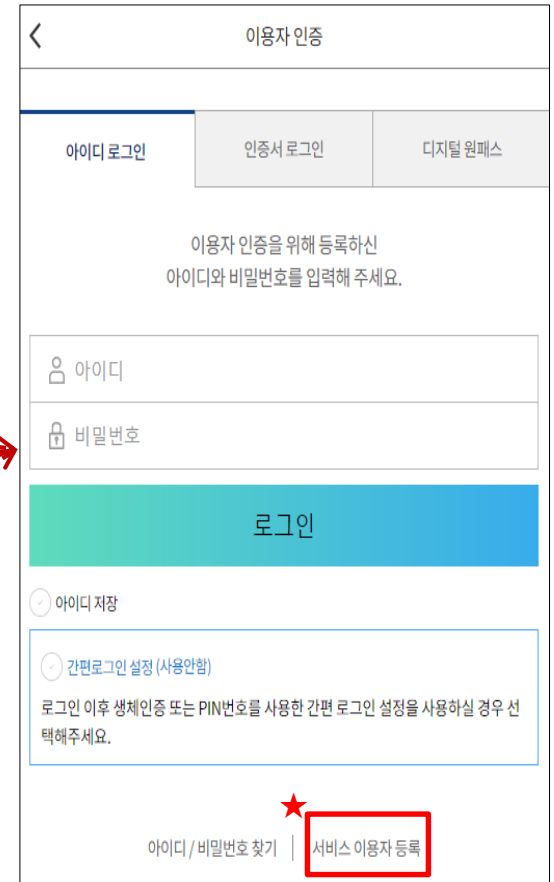 이용자 인증
아이디 로그인
인증서 로그인
디지털 원패스
이용자 인증을 위해 등록하신
아이디와 비밀번호를 입력해 주세요.
아이디
비밀번호
로그인
아이디 저장
간편로그인 설정 (사용안함)
로그인 이후 생체인증 또는 PIN번호를 사용한 간편 로그인 설정을 사용하실 경우 선
택해주세요.
아이디 / 비밀번호 찾기 | 서비스 이용자 등록